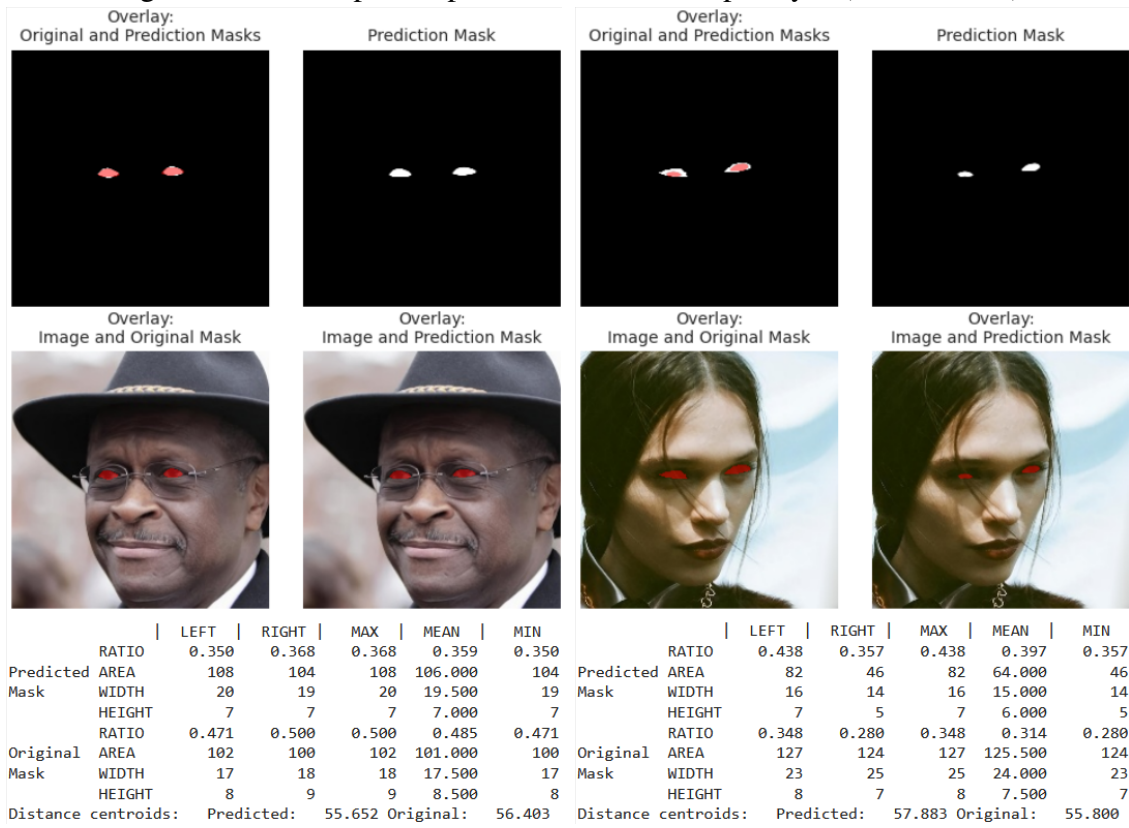 Overlay:
Original and Prediction Masks
Prediction Mask
Overlay:
Original and Prediction Masks
Prediction Mask
Overlay:
Image and Original Mask
Overlay:
Image and Prediction Mask
Overlay:
Image and Original Mask
Overlay:
Image and Prediction Mask
| LEFT | RIGHT | MAX | MEAN | MIN
RATIO 0.350 0.368 0.368 0.359 0.350
Predicted AREA 108 104 108 106.000 104
Mask WIDTH 20 19 20 19.500 19
HEIGHT 7 7 7 7.000 7
RATIO 0.471 0.500 0.500 0.485 0.471
Original AREA 102 100 102 101.000 100
Mask WIDTH 17 18 18 17.500 17
HEIGHT 8 9 9 8.500 8
Distance centroids: Predicted: 55.652 Original: 56.403
| LEFT | RIGHT | MAX | MEAN | MIN
RATIO 0.438 0.357 0.438 0.397 0.357
Predicted AREA 82 46 82 64.000 46
Mask WIDTH 16 14 16 15.000 14
HEIGHT 7 5 7 6.000 5
RATIO 0.348 0.280 0.348 0.314 0.280
Original AREA 127 124 127 125.500 124
Mask WIDTH 23 25 25 24.000 23
HEIGHT 8 7 8 7.500 7
Distance centroids: Predicted: 57.883 Original: 55.800